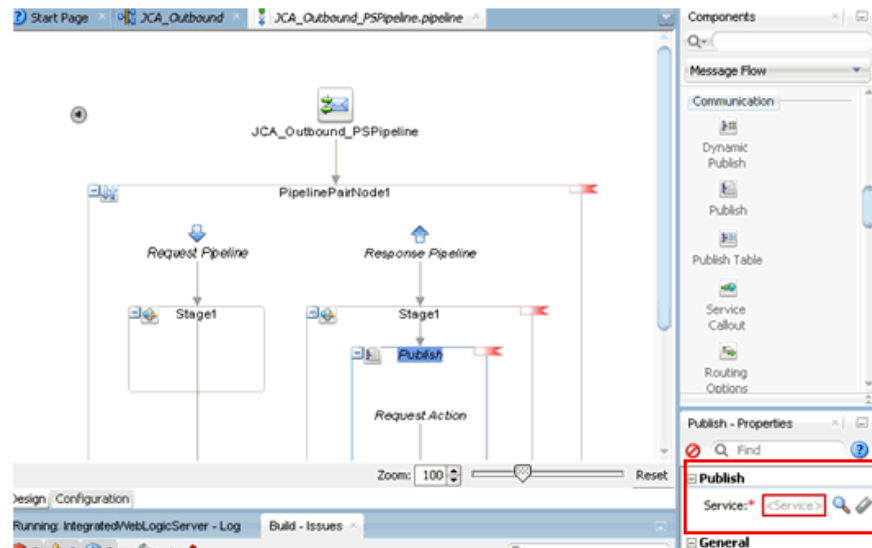 Start Page
JCA_Outbound
JCA_Outbound_PSPipeline.pipeline
JCA_Outbound_PSPipeline
PipelinePairNode1
Request Pipeline
Response Pipeline
Stage1
Stage1
Publish
Request Action
Zoom: 100
Reset
Design Configuration
Running: IntegratedWebLogicServer - Log
Build - Issues
Components
Message Flow
Communication
Dynamic
Publish
Publish
Publish Table
Service
Callout
Routing
Options
Publish - Properties
Find
Publish
Service:* <Service>
General